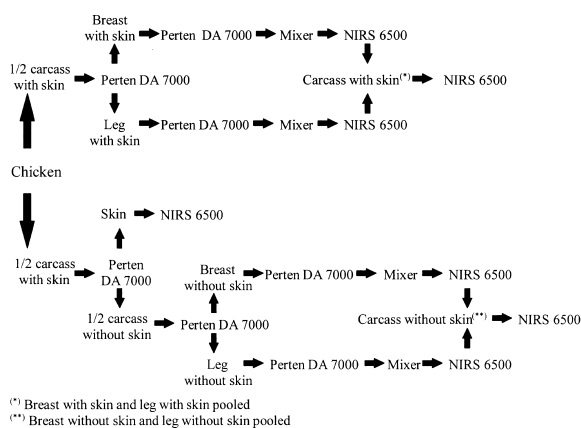 Breast
with skin
Perten DA 7000
Mixer
NIRS 6500
1/2 carcass
with skin
Perten DA 7000
Carcass with skin(*)
NIRS 6500
Leg
with skin
Perten DA 7000
Mixer
NIRS 6500
Chicken
Skin
NIRS 6500
1/2 carcass
with skin
Perten
DA 7000
Breast
without skin
Perten DA 7000
Mixer
NIRS 6500
1/2 carcass
without skin
Perten DA 7000
Carcass without skin(**)
NIRS 6500
Leg
without skin
Perten DA 7000
Mixer
NIRS 6500
(*) Breast with skin and leg with skin pooled
(**) Breast without skin and leg without skin pooled